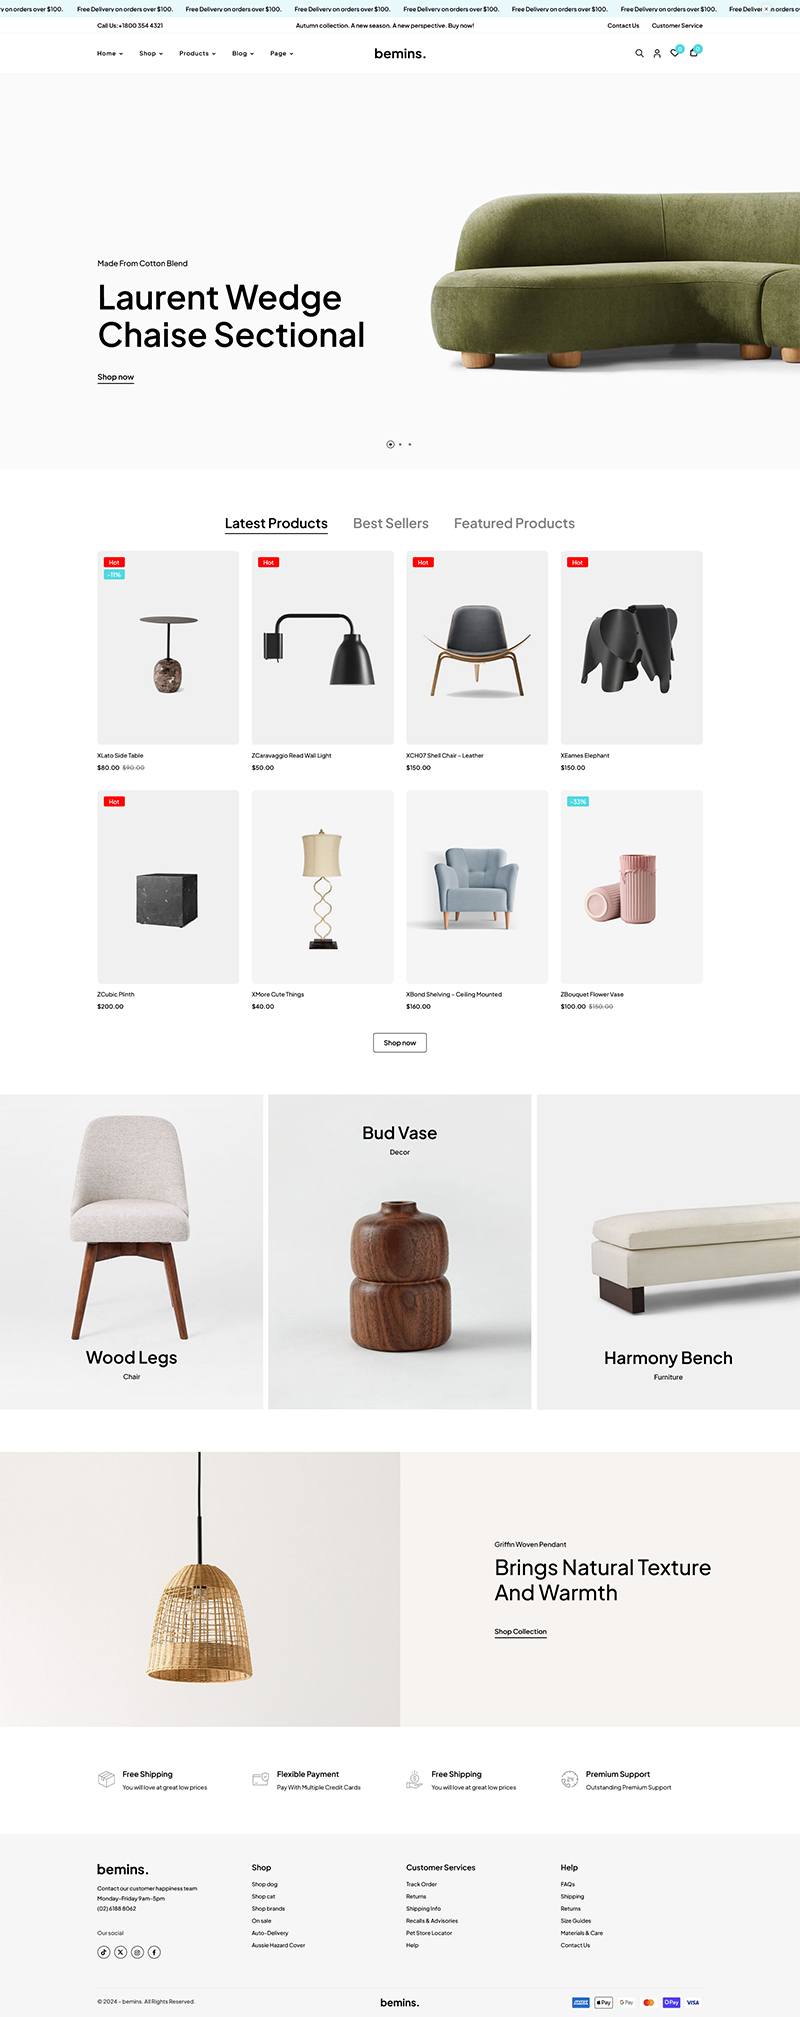 y on orders over $100. Free Delivery on orders over $100. Free Delivery on orders over $100. Free Delivery on orders over $100. Free Delivery on orders over $100. Free Delivery on orders over $100. Free Delivery on orders over $100. Free Deliver n orders o
Call Us: +1800 354 4321 Autumn collection. A new season. A new perspective. Buy now! Contact Us Customer Service
Home Shop Products Blog Page bemins. 0 0
Made From Cotton Blend
Laurent Wedge
Chaise Sectional
Shop now
Latest Products Best Sellers Featured Products
Hot Hot Hot Hot
-11%
XLato Side Table ZCaravaggio Read Wall Light XCH07 Shell Chair – Leather XEames Elephant
$80.00 $90.00 $50.00 $150.00 $150.00
Hot -33%
ZCubic Plinth XMore Cute Things XBond Shelving – Ceiling Mounted ZBouquet Flower Vase
$200.00 $40.00 $160.00 $100.00 $150.00
Shop now
Bud Vase
Decor
Wood Legs Harmony Bench
Chair Furniture
Griffin Woven Pendant
Brings Natural Texture
And Warmth
Shop Collection
Free Shipping Flexible Payment Free Shipping Premium Support
You will love at great low prices Pay With Multiple Credit Cards You will love at great low prices Outstanding Premium Support
bemins. Shop Customer Services Help
Contact our customer happiness team Shop dog Track Order FAQs
Monday-Friday 9am-5pm Shop cat Returns Shipping
(02) 6188 8062 Shop brands Shipping Info Returns
On sale Recalls & Advisories Size Guides
Our social Auto-Delivery Pet Store Locator Materials & Care
Aussie Hazard Cover Help Contact Us
© 2024 - bemins. All Rights Reserved. bemins. Pay G Pay Pay VISA